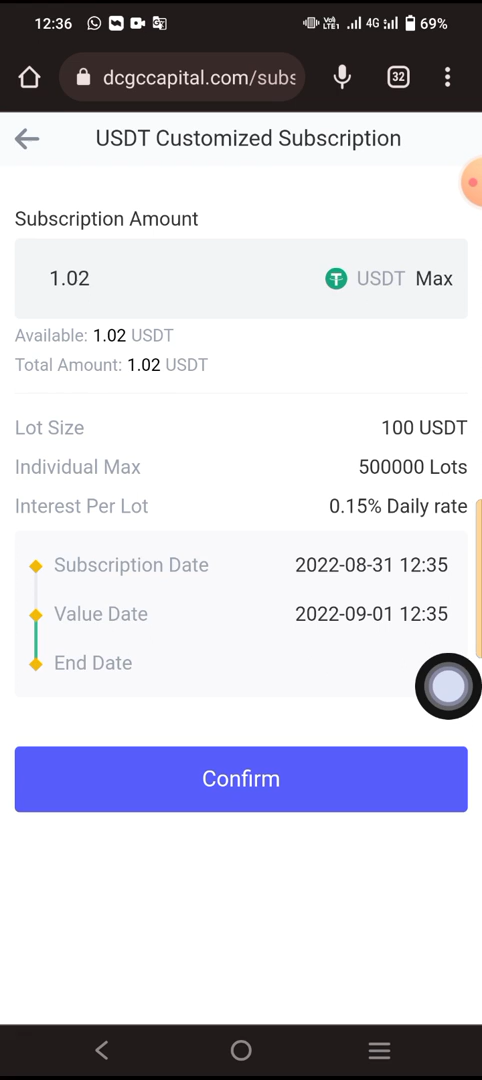 12:36 4G 69%
dcgccapital.com/subs 32
USDT Customized Subscription
Subscription Amount
1.02 USDT Max
Available: 1.02 USDT
Total Amount: 1.02 USDT
Lot Size 100 USDT
Individual Max 500000 Lots
Interest Per Lot 0.15% Daily rate
Subscription Date 2022-08-31 12:35
Value Date 2022-09-01 12:35
End Date
Confirm